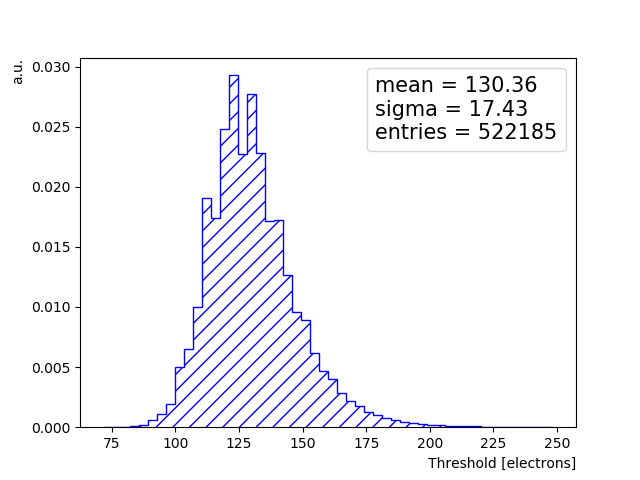 a.u.
0.030
0.025
0.020
0.015
0.010
0.005
0.000
mean = 130.36
sigma = 17.43
entries = 522185
75 100 125 150 175 200 225 250
Threshold [electrons]